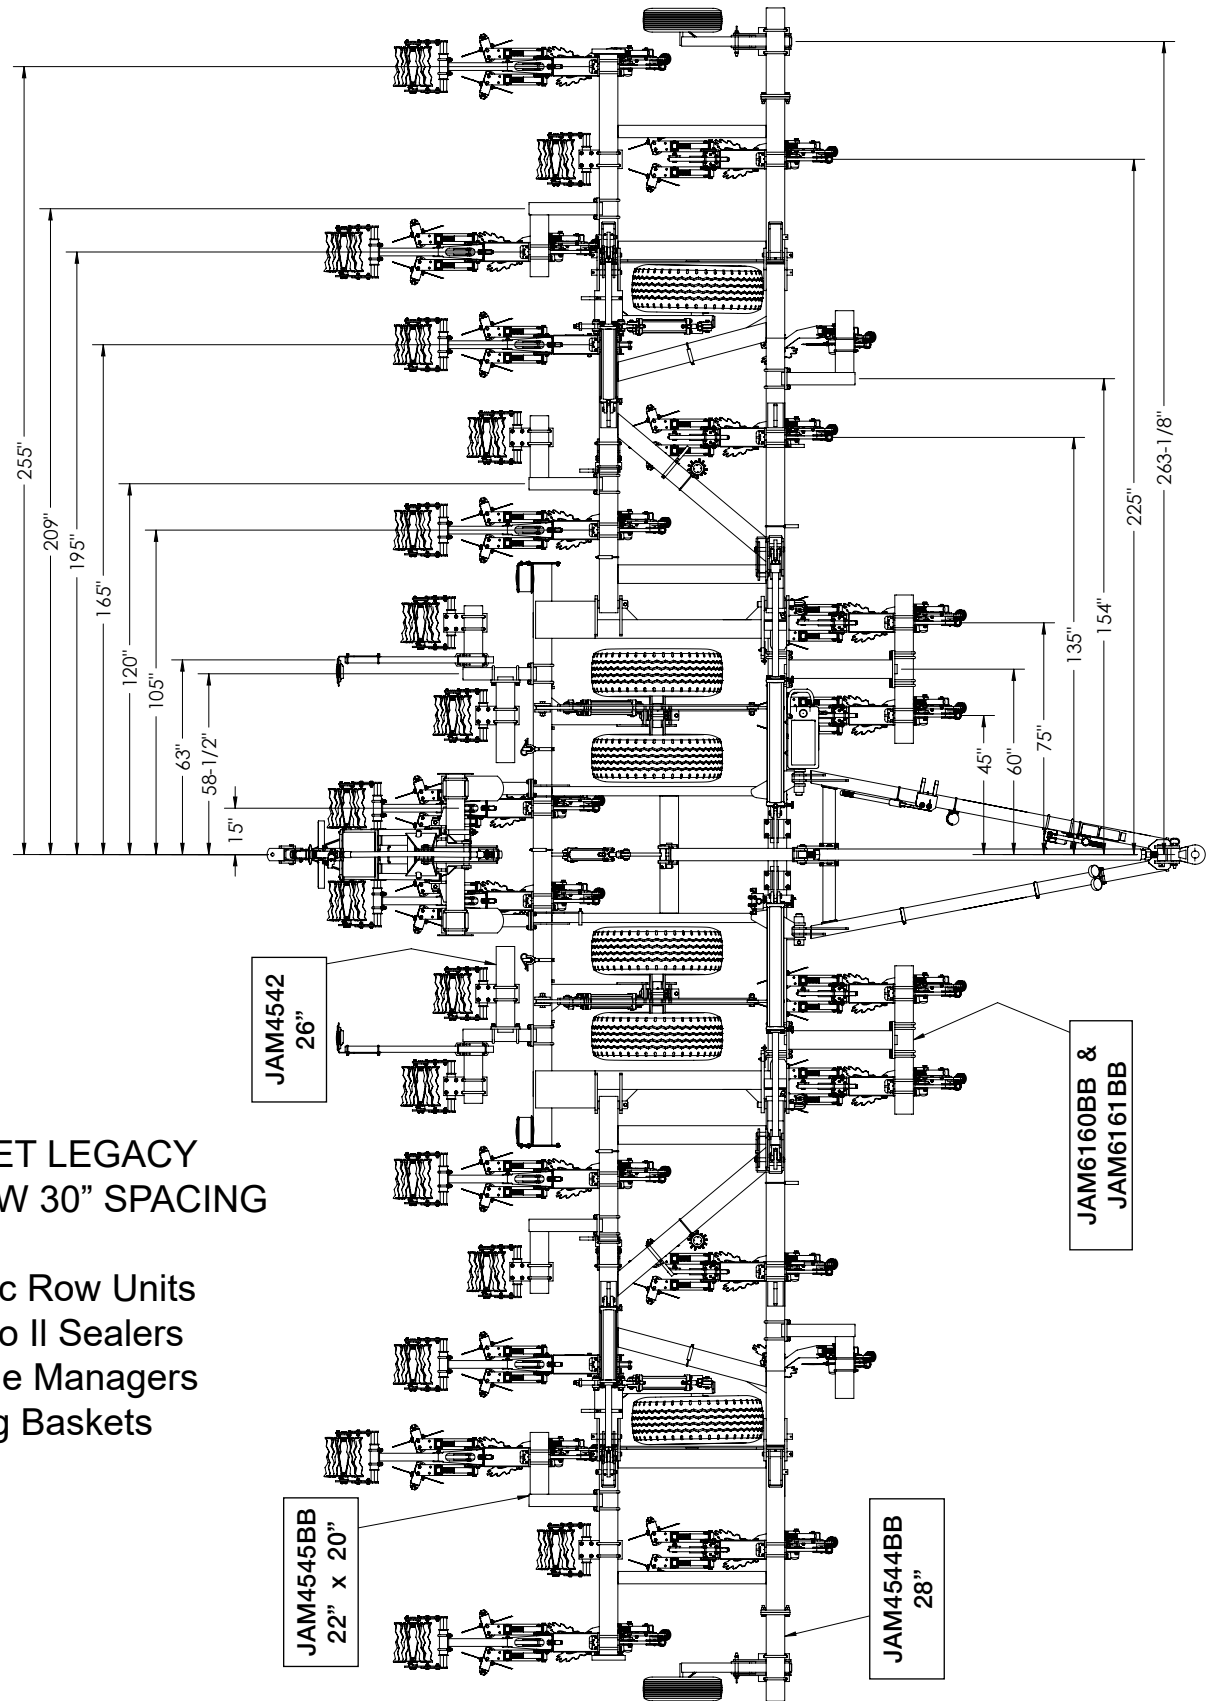 255"
209"
195"
165"
120"
105"
63"
58-1/2"
15"
263-1/8"
225"
154"
135"
75"
60"
45"
JAM4542
26”
JAM6160BB &
JAM6161BB
JAM4545BB
22” x 20”
JAM4544BB
28”
LEGACY
30” SPACING
Row Units
II Sealers
Managers
Baskets